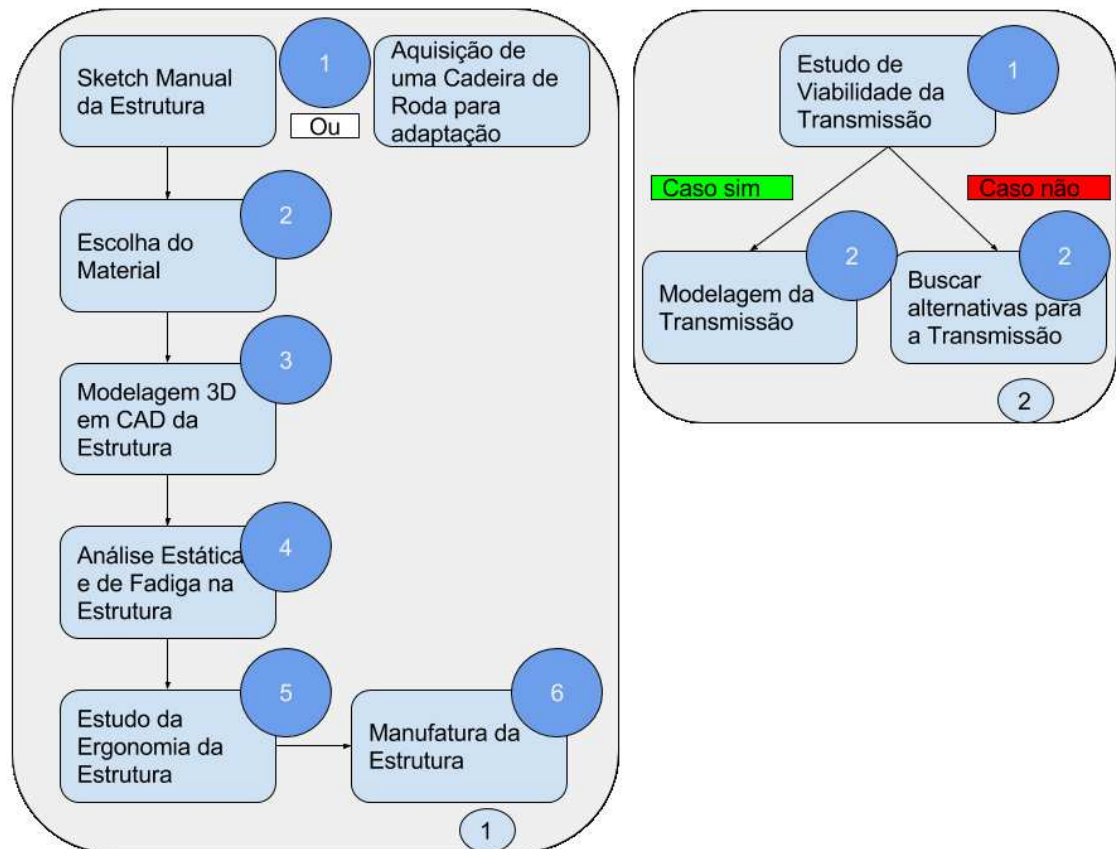 Sketch Manual
da Estrutura
1
Ou
Aquisição de
uma Cadeira de
Roda para
adaptação
2
Escolha do
Material
3
Modelagem 3D
em CAD da
Estrutura
4
Análise Estática
e de Fadiga na
Estrutura
5
Estudo da
Ergonomia da
Estrutura
6
Manufatura da
Estrutura
1
Estudo de
Viabilidade da
Transmissão
1
Caso sim
Caso não
Modelagem da
Transmissão
2
Buscar
alternativas para
a Transmissão
2
2